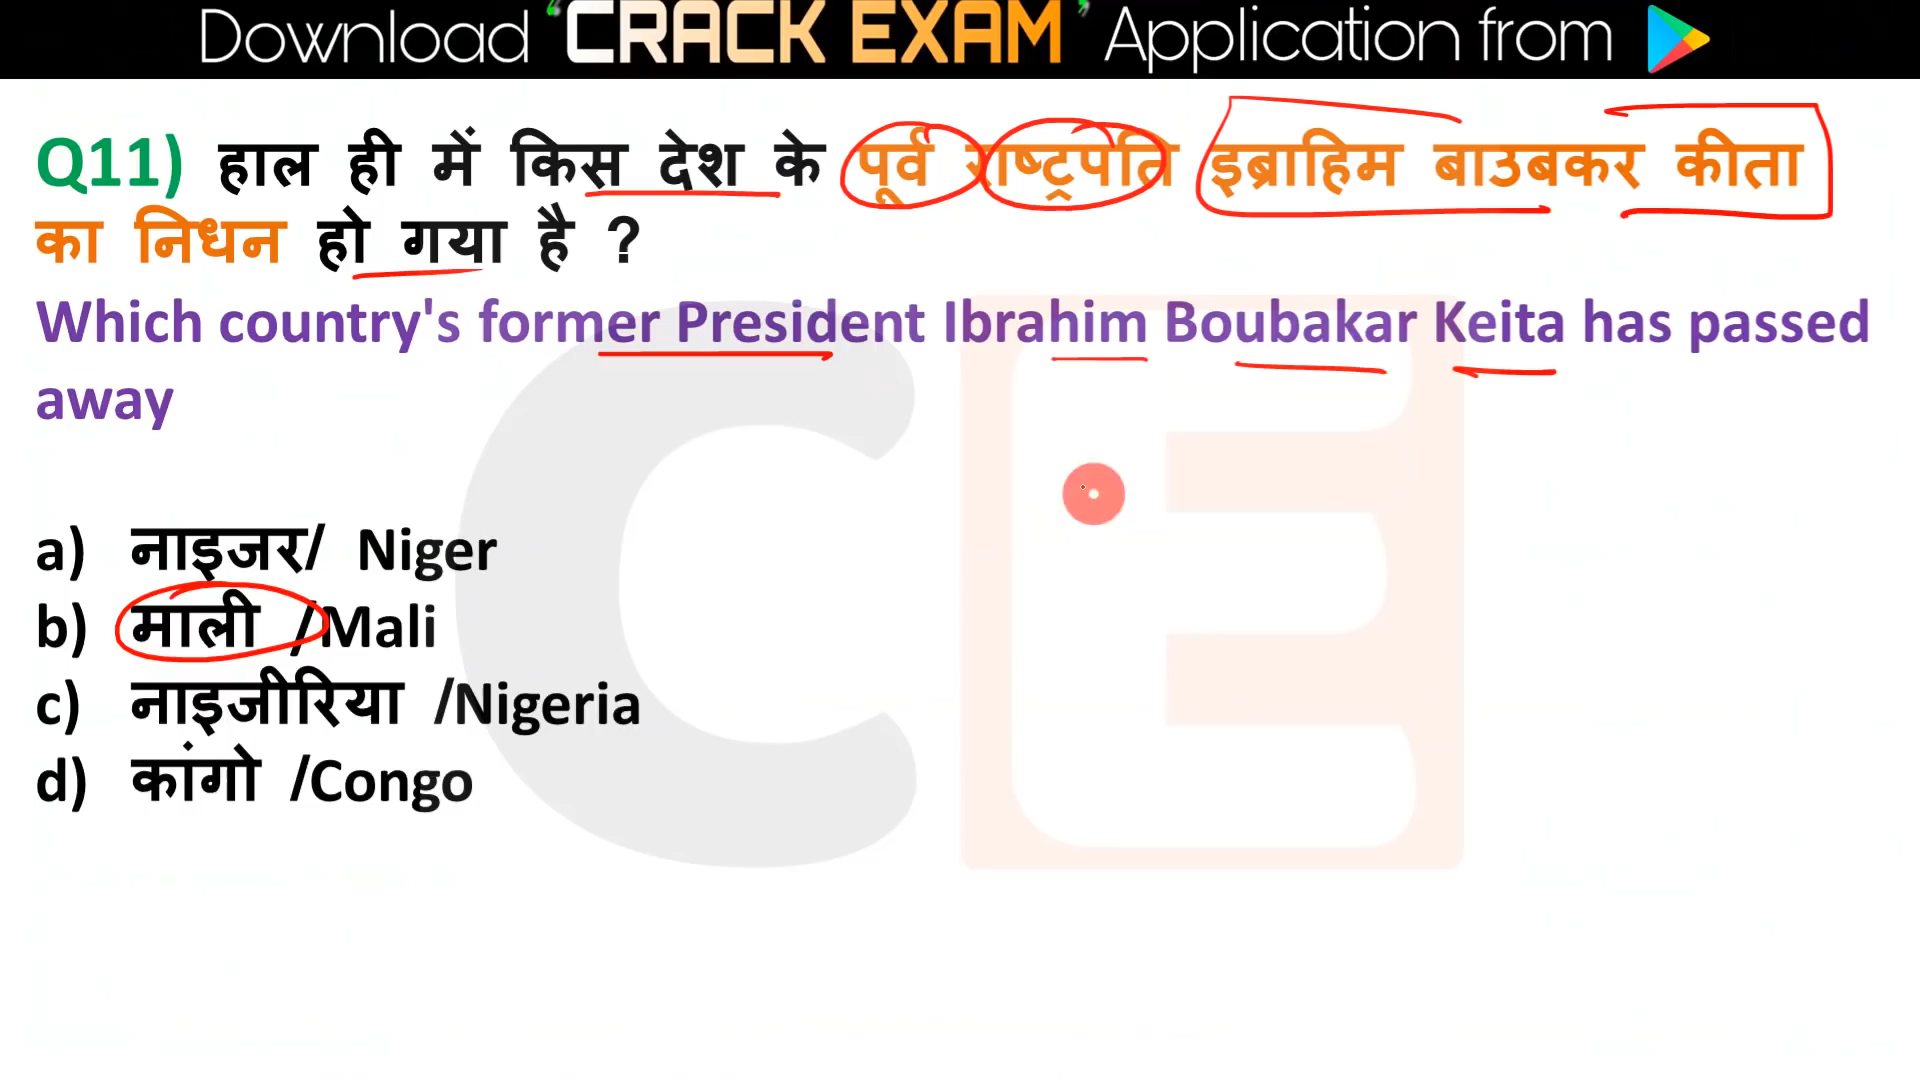 Download ‘CRACK EXAM’ Application from
Q11) हाल ही में किस देश के पूर्व राष्ट्रपति इब्राहिम बाउबकर कीता
का निधन हो गया है ?
Which country's former President Ibrahim Boubakar Keita has passed
away
a) नाइजर/ Niger
b) माली /Mali
c) नाइजीरिया /Nigeria
d) कांगो /Congo
CE